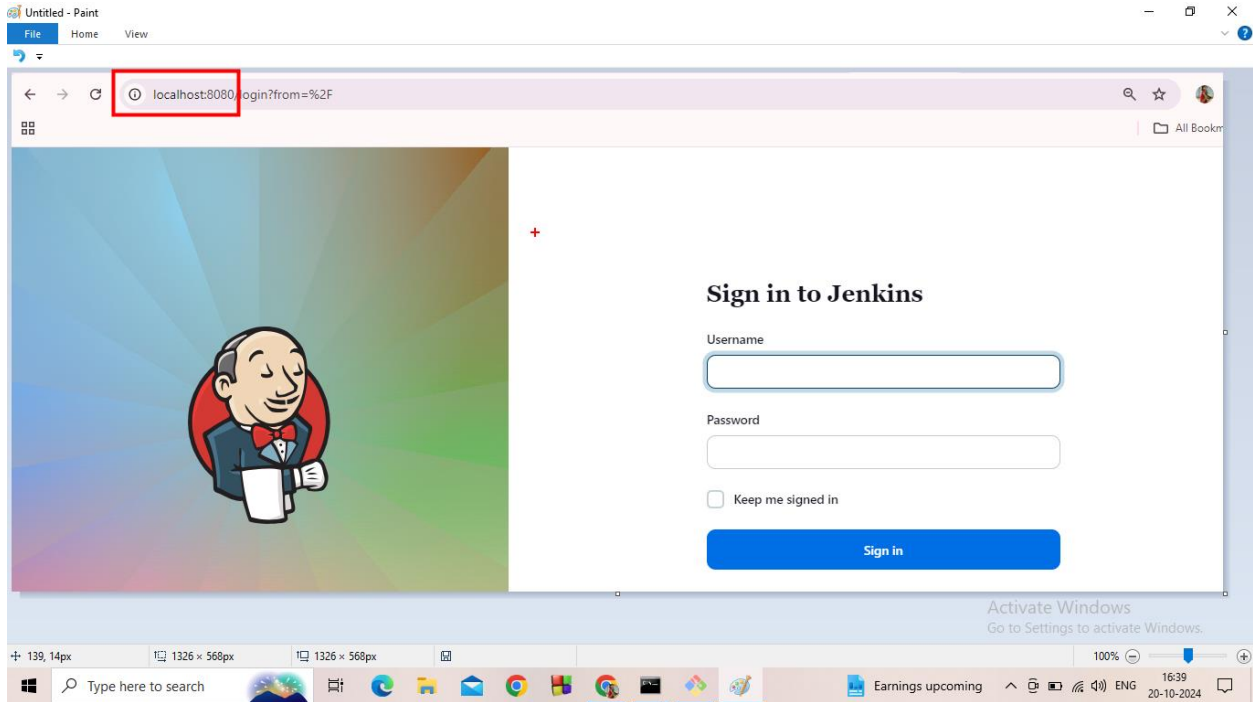 Untitled - Paint
File Home View
localhost:8080/login?from=%2F
All Bookm
Sign in to Jenkins
Username
Password
Keep me signed in
Sign in
Activate Windows
Go to Settings to activate Windows.
139, 14px 1326 × 568px 1326 × 568px 100%
Type here to search Earnings upcoming ENG 16:39
20-10-2024